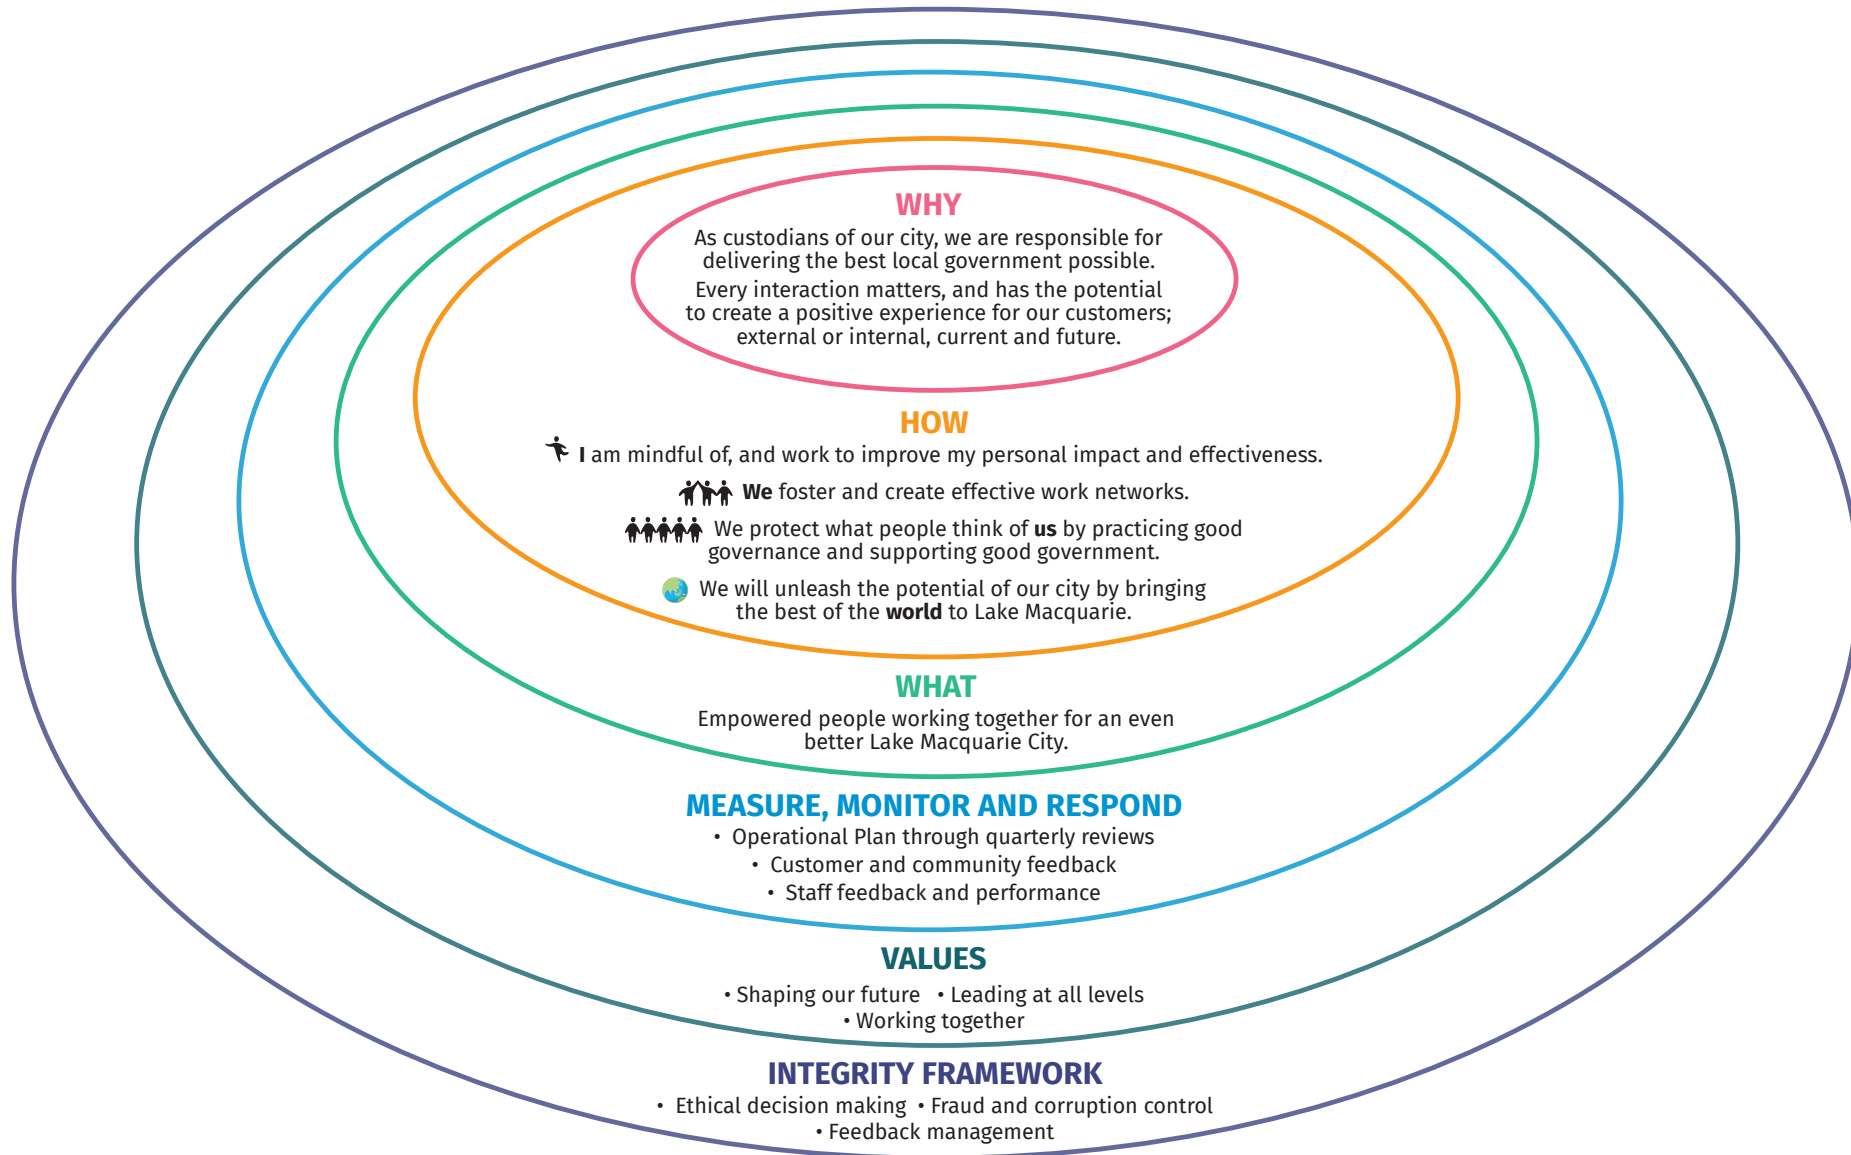 WHY
As custodians of our city, we are responsible for
delivering the best local government possible.
Every interaction matters, and has the potential
to create a positive experience for our customers;
external or internal, current and future.
HOW
I am mindful of, and work to improve my personal impact and effectiveness.
We foster and create effective work networks.
We protect what people think of us by practicing good
governance and supporting good government.
We will unleash the potential of our city by bringing
the best of the world to Lake Macquarie.
WHAT
Empowered people working together for an even
better Lake Macquarie City.
MEASURE, MONITOR AND RESPOND
• Operational Plan through quarterly reviews
• Customer and community feedback
• Staff feedback and performance
VALUES
• Shaping our future • Leading at all levels
• Working together
INTEGRITY FRAMEWORK
• Ethical decision making • Fraud and corruption control
• Feedback management